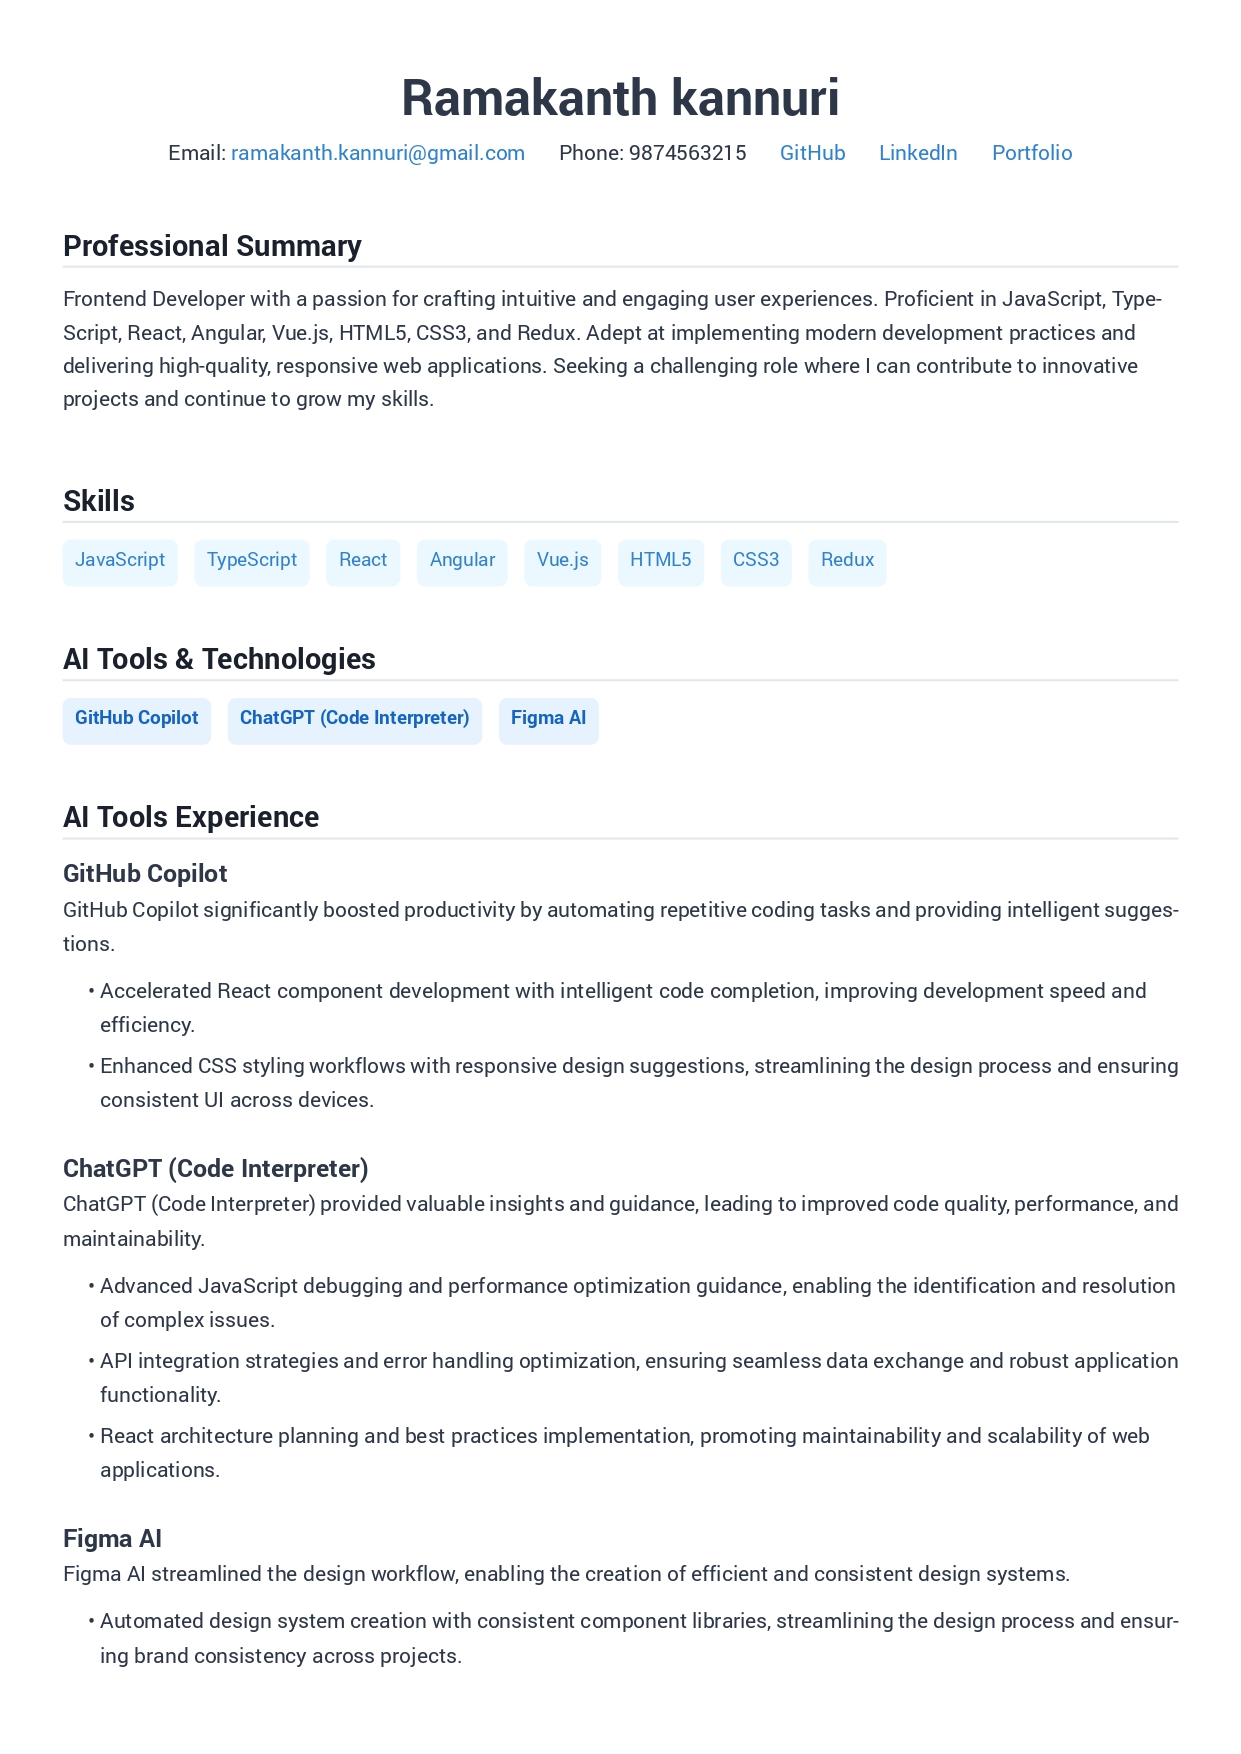 Ramakanth kannuri
Email: ramakanth.kannuri@gmail.com Phone: 9874563215 GitHub LinkedIn Portfolio
Professional Summary
Frontend Developer with a passion for crafting intuitive and engaging user experiences. Proficient in JavaScript, Type-
Script, React, Angular, Vue.js, HTML5, CSS3, and Redux. Adept at implementing modern development practices and
delivering high-quality, responsive web applications. Seeking a challenging role where I can contribute to innovative
projects and continue to grow my skills.
Skills
JavaScript TypeScript React Angular Vue.js HTML5 CSS3 Redux
AI Tools & Technologies
GitHub Copilot ChatGPT (Code Interpreter) Figma AI
AI Tools Experience
GitHub Copilot
GitHub Copilot significantly boosted productivity by automating repetitive coding tasks and providing intelligent sugges-
tions.
• Accelerated React component development with intelligent code completion, improving development speed and
efficiency.
• Enhanced CSS styling workflows with responsive design suggestions, streamlining the design process and ensuring
consistent UI across devices.
ChatGPT (Code Interpreter)
ChatGPT (Code Interpreter) provided valuable insights and guidance, leading to improved code quality, performance, and
maintainability.
• Advanced JavaScript debugging and performance optimization guidance, enabling the identification and resolution
of complex issues.
• API integration strategies and error handling optimization, ensuring seamless data exchange and robust application
functionality.
• React architecture planning and best practices implementation, promoting maintainability and scalability of web
applications.
Figma AI
Figma AI streamlined the design workflow, enabling the creation of efficient and consistent design systems.
• Automated design system creation with consistent component libraries, streamlining the design process and ensur-
ing brand consistency across projects.